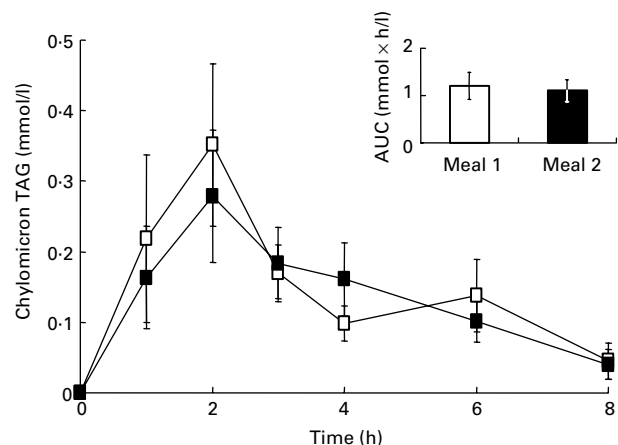 0·5
0·4
0·3
0·2
0·1
0
0
2
4
6
8
Time (h)
Chylomicron TAG (mmol/l)
AUC (mmol × h/l)
2
1
0
Meal 1
Meal 2